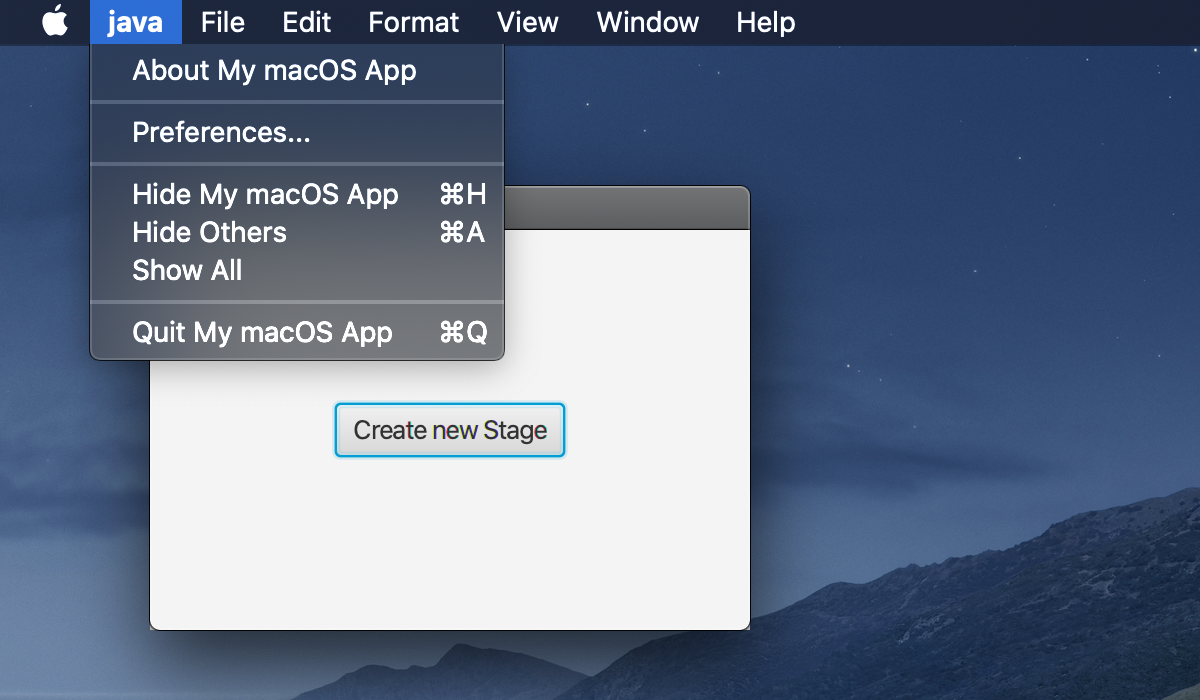 java File Edit Format View Window Help
About My macOS App
Preferences...
Hide My macOS App ⌘H
Hide Others ⌘A
Show All
Quit My macOS App ⌘Q
Create new Stage